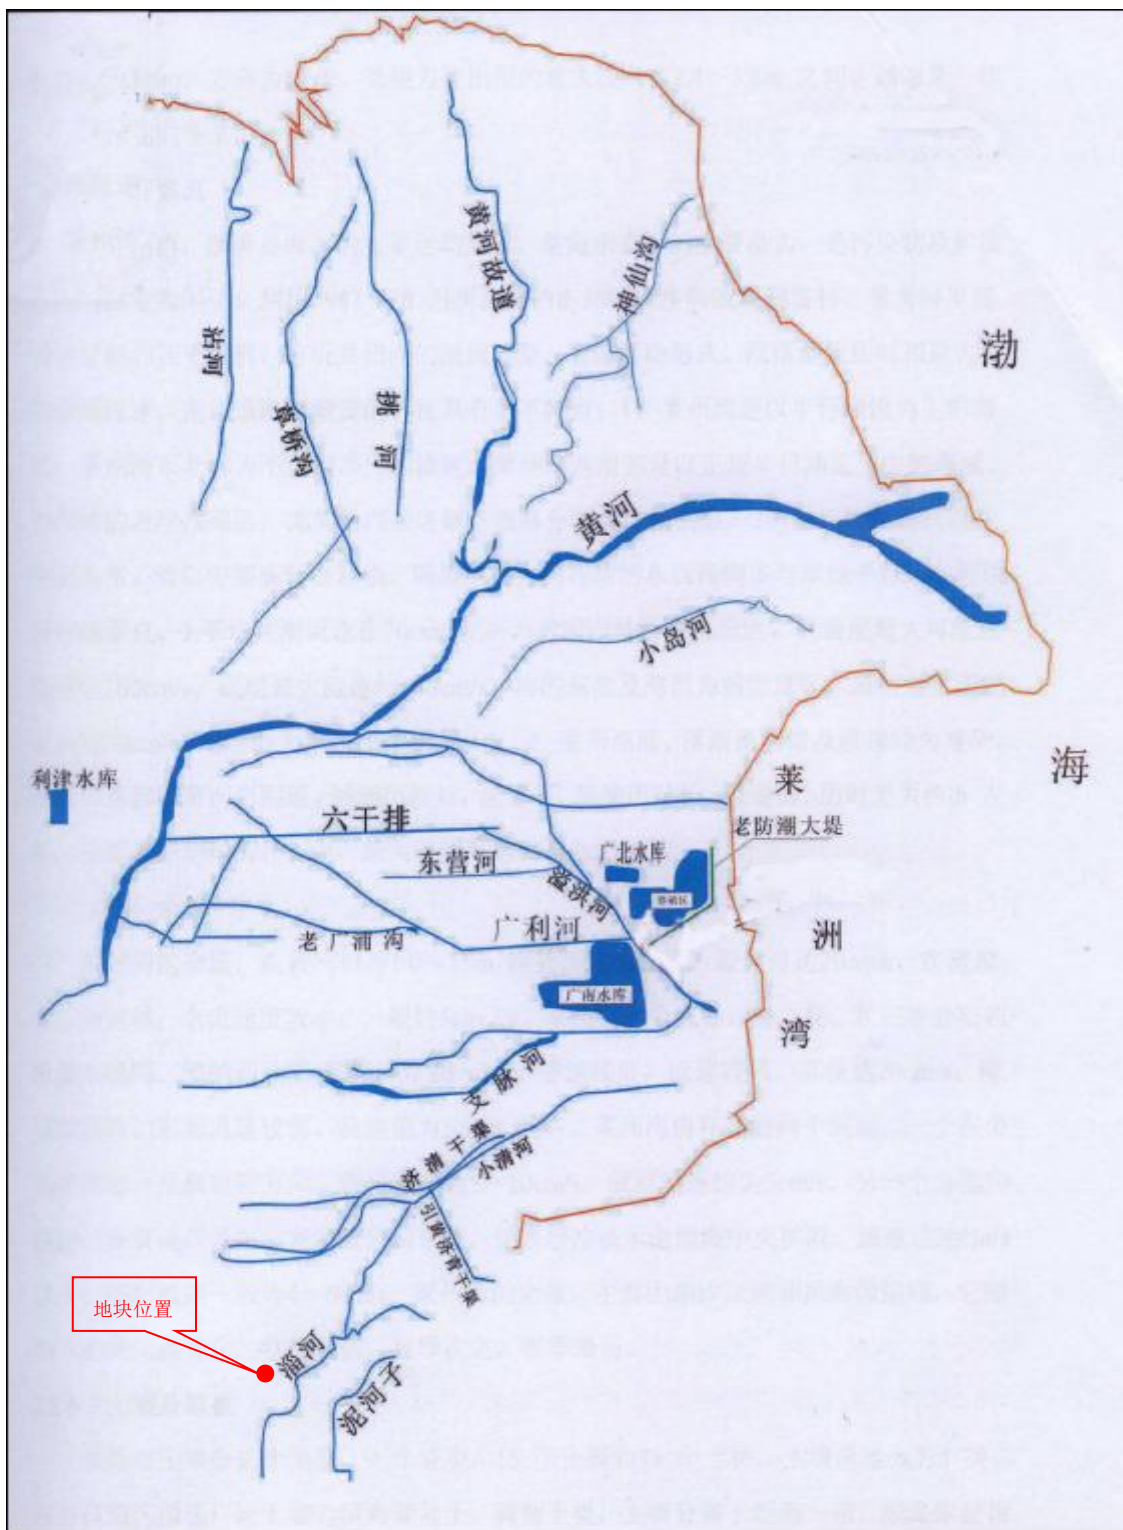 黄河故道
神仙沟
沾河
草桥沟
挑河
渤
海
黄河
小岛河
利津水库
莱
洲
湾
六干排
老防潮大堤
东营河
广北水库
溢洪河
广利河
老广蒲沟
广南水库
支脉河
小清河
引黄济青干渠
地块位置
淄河
泥河子